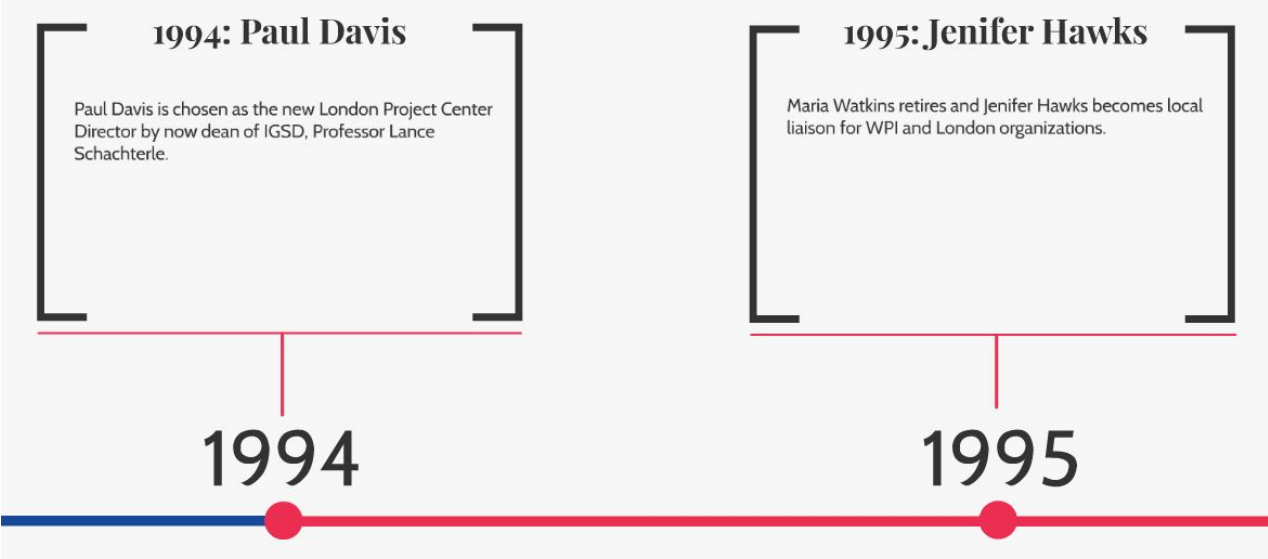 1994: Paul Davis
Paul Davis is chosen as the new London Project Center
Director by now dean of IGSD, Professor Lance
Schachterle.
1994
1995: Jenifer Hawks
Maria Watkins retires and Jenifer Hawks becomes local
liaison for WPI and London organizations.
1995